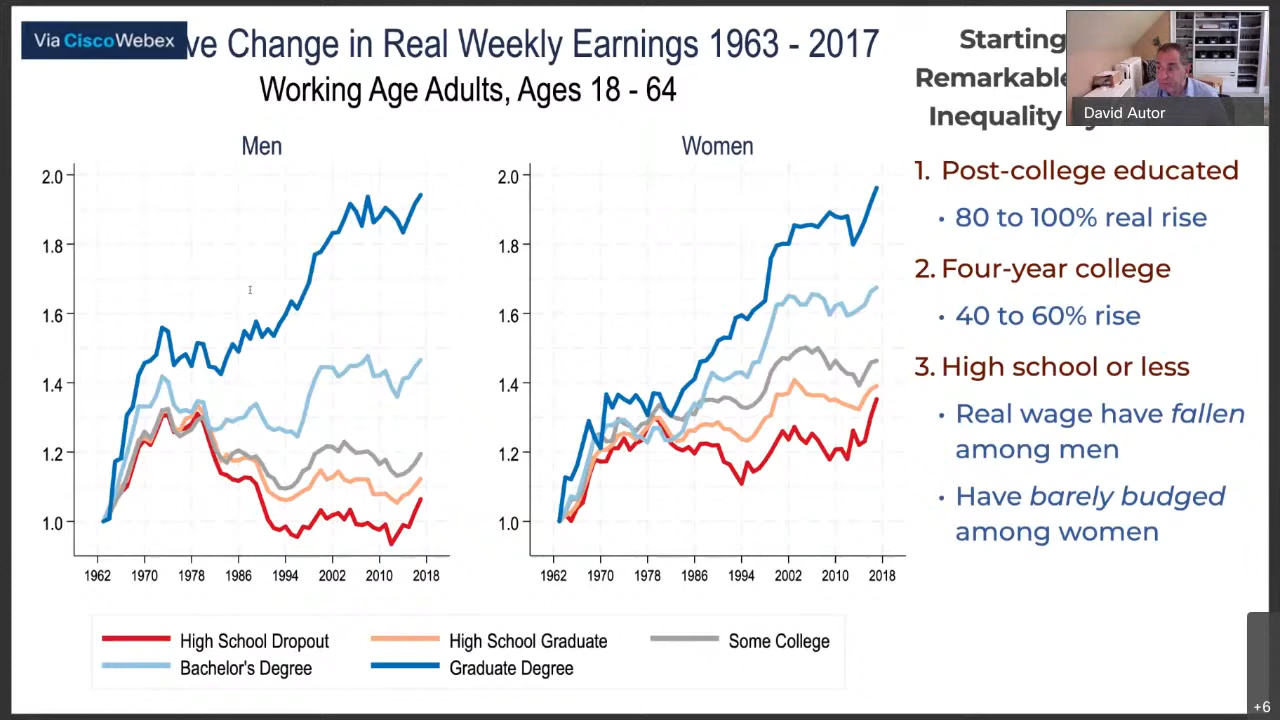 Via Cisco Webex
ve Change in Real Weekly Earnings 1963 - 2017
Working Age Adults, Ages 18 - 64
Men
2.0
1.8
1.6
1.4
1.2
1.0
1962 1970 1978 1986 1994 2002 2010 2018
Women
2.0
1.8
1.6
1.4
1.2
1.0
1962 1970 1978 1986 1994 2002 2010 2018
High School Dropout High School Graduate Some College
Bachelor's Degree Graduate Degree
Starting
Remarkable
Inequality
David Autor
1. Post-college educated
• 80 to 100% real rise
2. Four-year college
• 40 to 60% rise
3. High school or less
• Real wage have fallen
among men
• Have barely budged
among women
+6